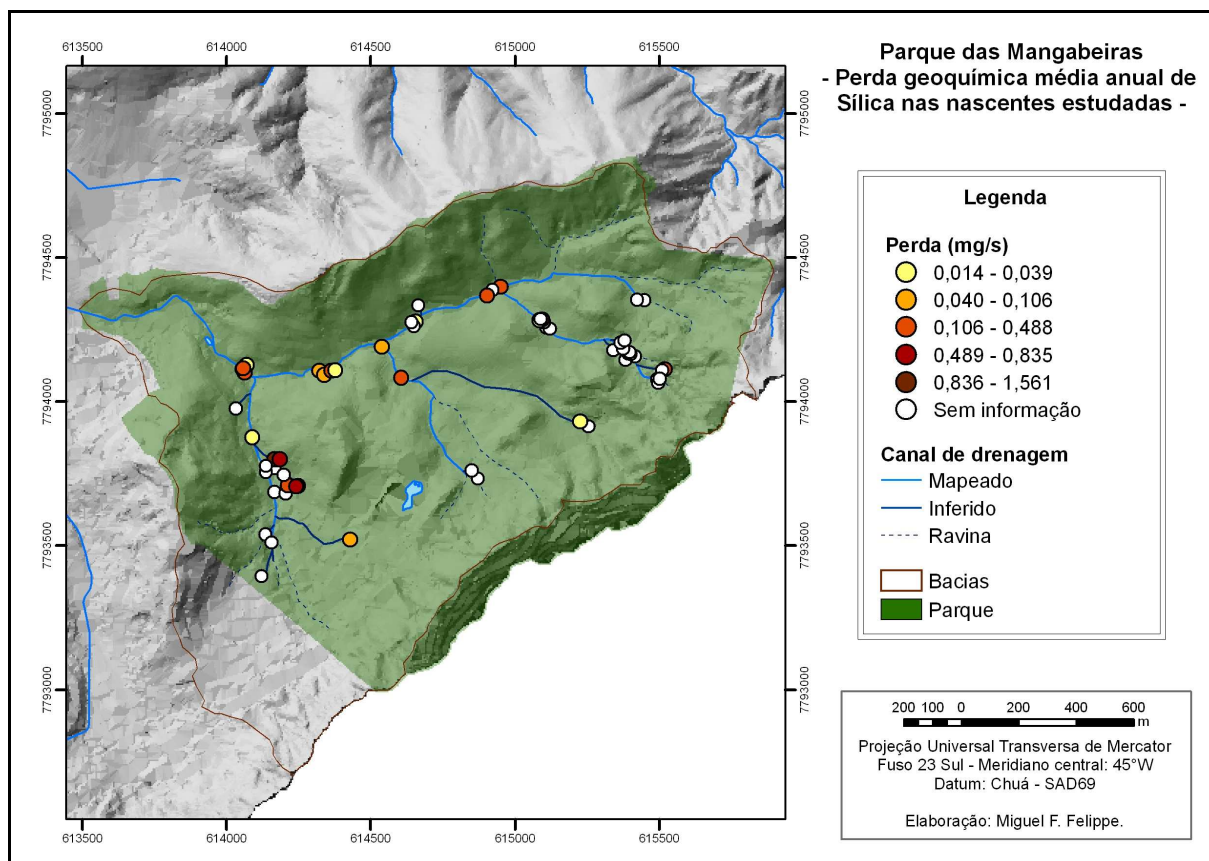 613500 614000 614500 615000 615500
7795000 7795000
7794500 7794500
7794000 7794000
7793500 7793500
7793000 7793000
613500 614000 614500 615000 615500
Parque das Mangabeiras
- Perda geoquímica média anual de
Sílica nas nascentes estudadas -
Legenda
Perda (mg/s)
0,014 - 0,039
0,040 - 0,106
0,106 - 0,488
0,489 - 0,835
0,836 - 1,561
Sem informação
Canal de drenagem
Mapeado
Inferido
Ravina
Bacias
Parque
200 100 0 200 400 600
m
Projeção Universal Transversa de Mercator
Fuso 23 Sul - Meridiano central: 45°W
Datum: Chuá - SAD69
Elaboração: Miguel F. Felippe.